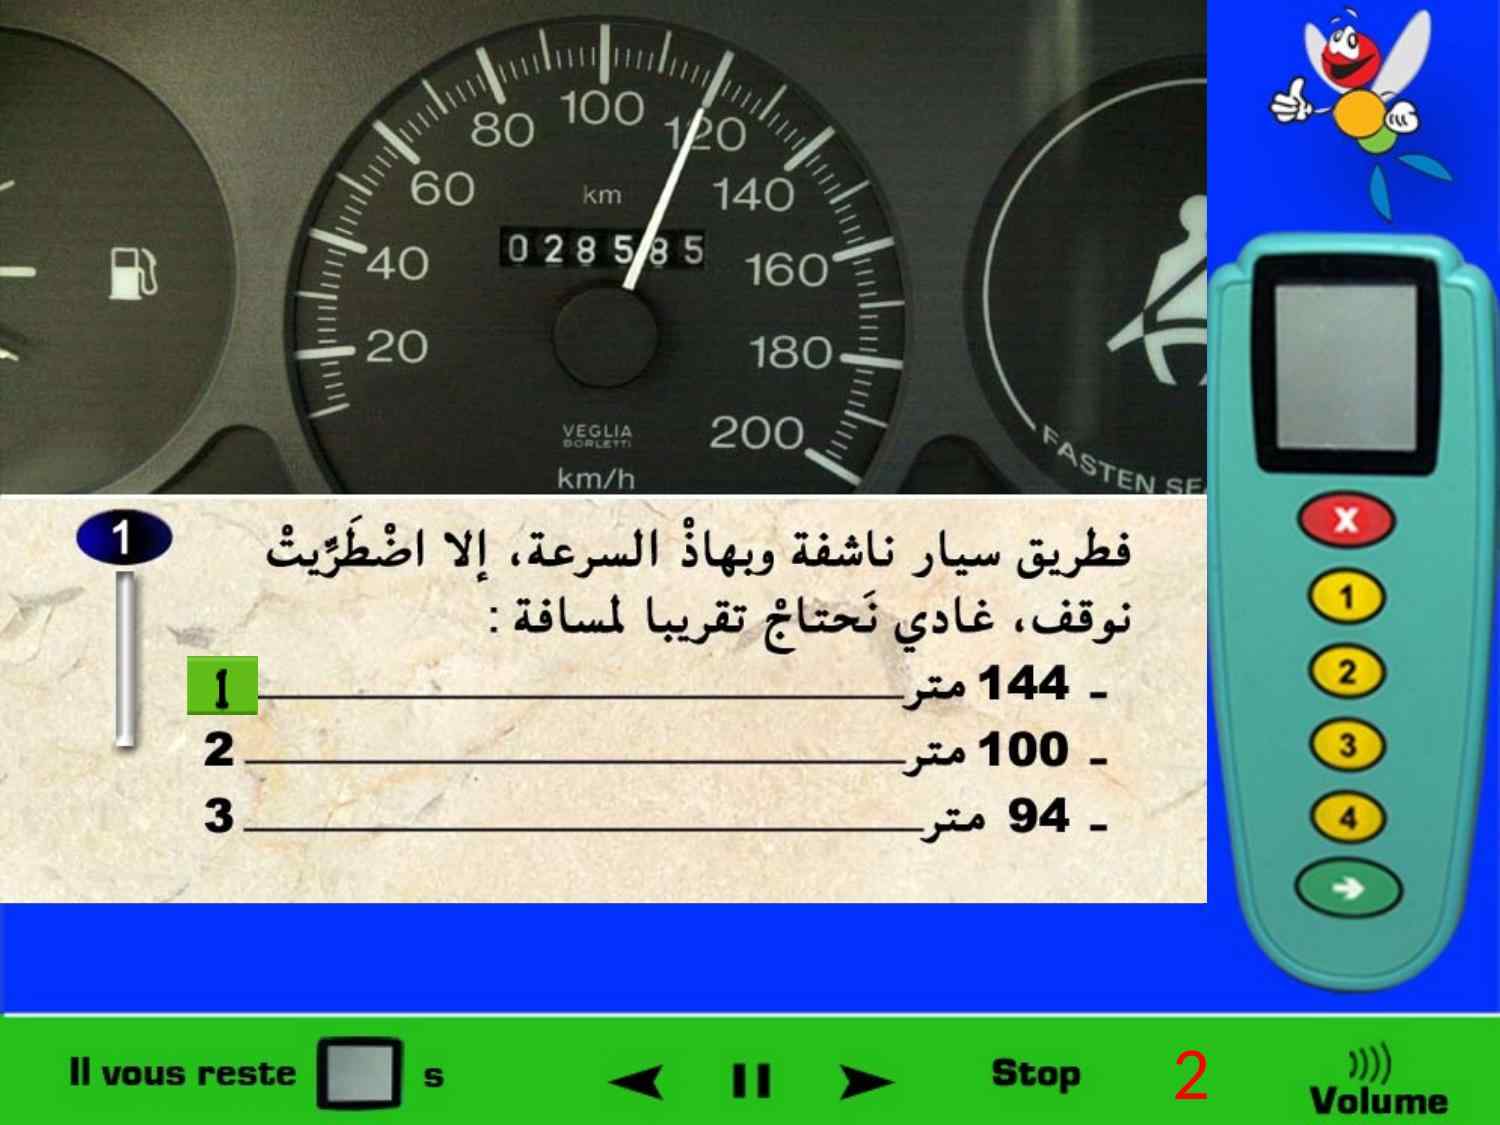 100
80
120
60
140
km
028585
40
160
20
180
VEGLIA
BORLETTI
200
km/h
FASTEN SE
1
فطريق سيار ناشفة وبهاذْ السرعة، إلا اضْطَرِّيتْ
نوقف، غادي نَحتاجْ تقريبا لمسافة :
ـ 144 متر 1
ـ 100 متر 2
ـ 94 متر 3
X
1
2
3
4
Il vous reste s
Stop
2
Volume